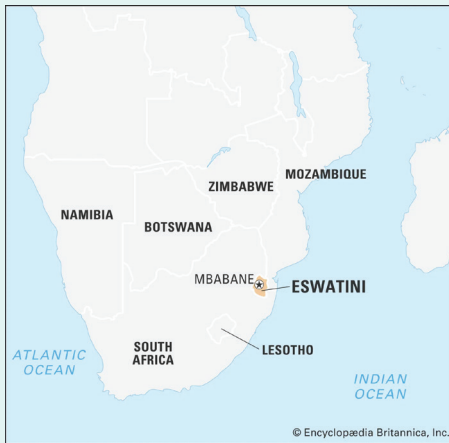 ZIMBABWE
MOZAMBIQUE
NAMIBIA
BOTSWANA
MBABANE
ESWATINI
SOUTH
AFRICA
LESOTHO
ATLANTIC
OCEAN
INDIAN
OCEAN
© Encyclopædia Britannica, Inc.